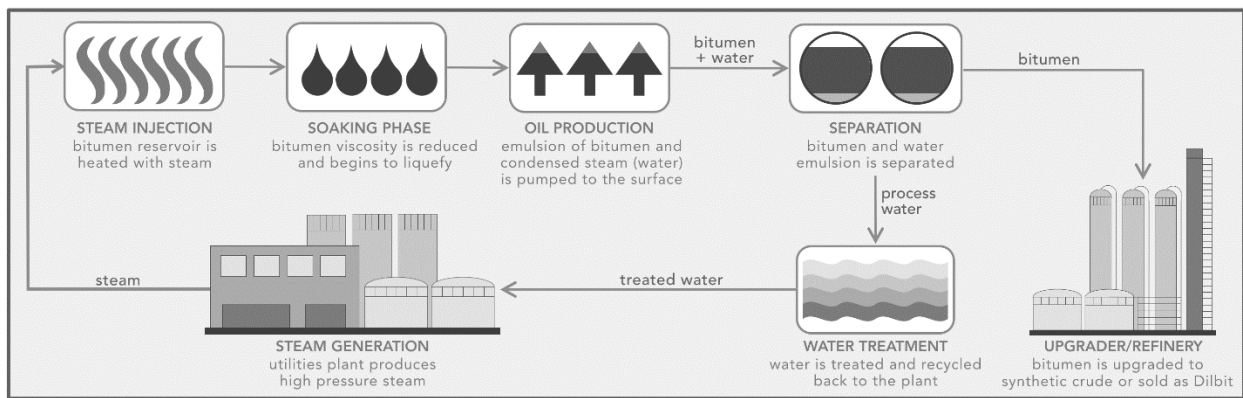 STEAM INJECTION
bitumen reservoir is
heated with steam
SOAKING PHASE
bitumen viscosity is reduced
and begins to liquefy
OIL PRODUCTION
emulsion of bitumen and
condensed steam (water)
is pumped to the surface
bitumen
+ water
SEPARATION
bitumen and water
emulsion is separated
bitumen
process
water
steam
treated water
STEAM GENERATION
utilities plant produces
high pressure steam
WATER TREATMENT
water is treated and recycled
back to the plant
UPGRADER/REFINERY
bitumen is upgraded to
synthetic crude or sold as Dilbit